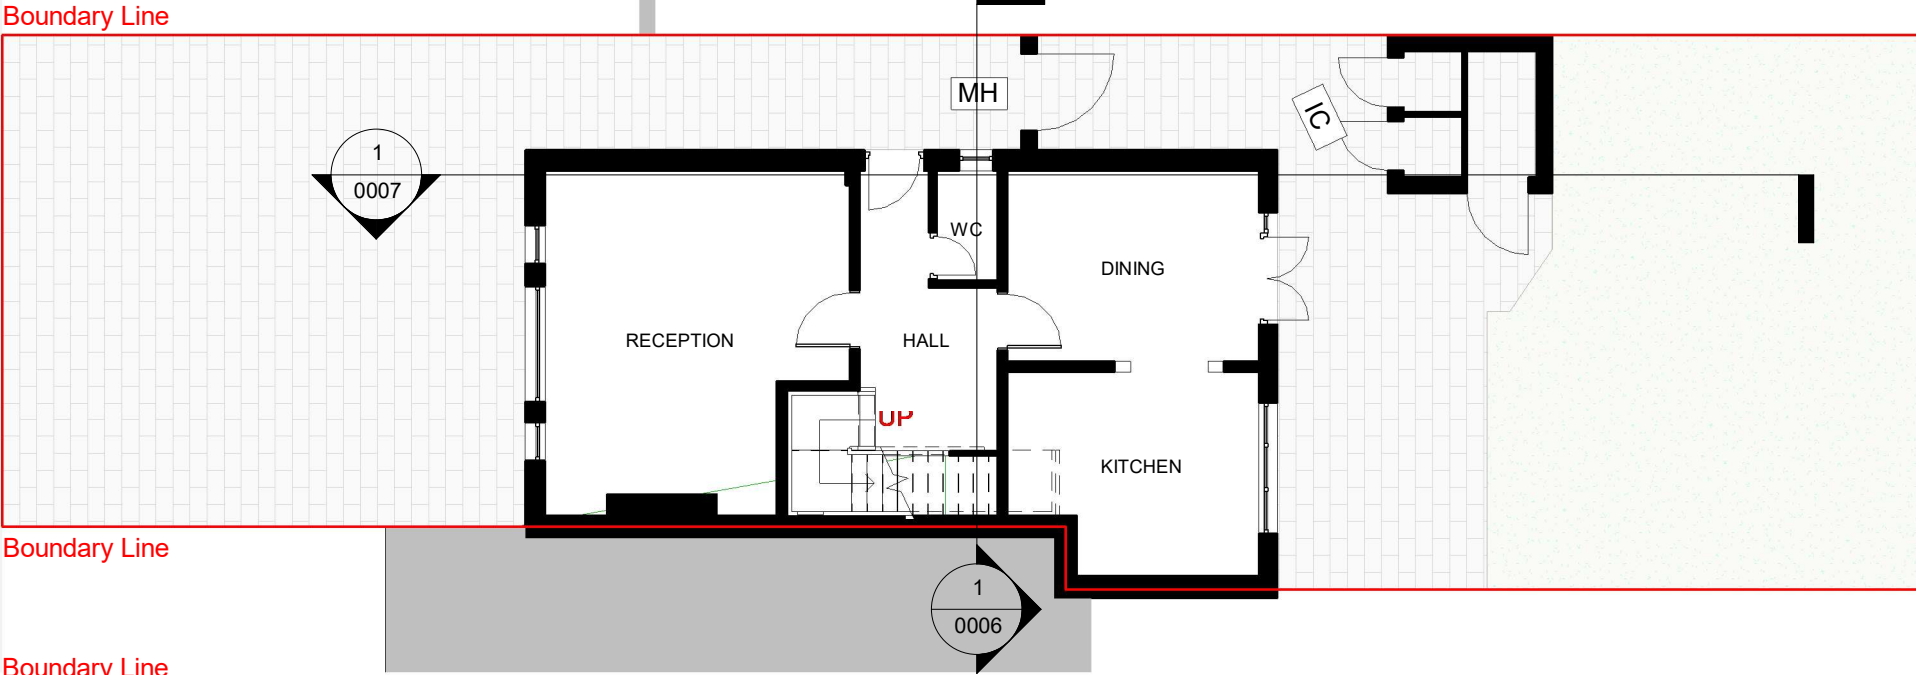 Boundary Line
MH
IC
1
0007
WC
DINING
RECEPTION
HALL
UP
KITCHEN
Boundary Line
1
0006
Boundary Line